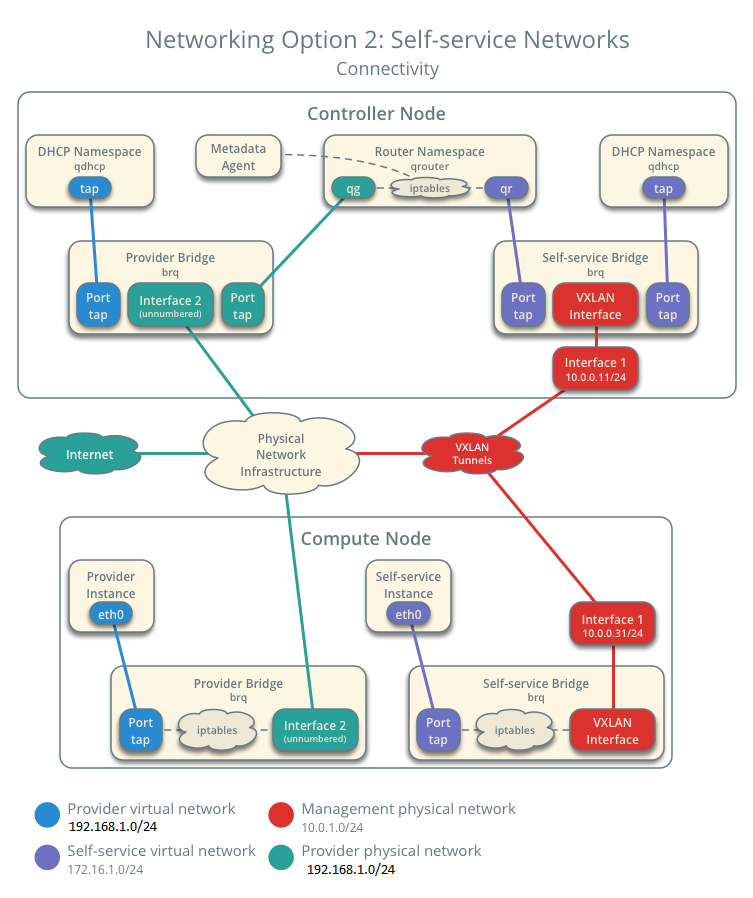 Networking Option 2: Self-service Networks
Connectivity
Controller Node
DHCP Namespace
qdhcp
tap
Metadata
Agent
Router Namespace
qrouter
qg
iptables
qr
DHCP Namespace
qdhcp
tap
Provider Bridge
brq
Port
tap
Interface 2
(unnumbered)
Port
tap
Self-service Bridge
brq
Port
tap
VXLAN
Interface
Port
tap
Interface 1
10.0.0.11/24
Internet
Physical
Network
Infrastructure
VXLAN
Tunnels
Compute Node
Provider
Instance
eth0
Self-service
Instance
eth0
Interface 1
10.0.0.31/24
Provider Bridge
brq
Port
tap
iptables
Interface 2
(unnumbered)
Self-service Bridge
brq
Port
tap
iptables
VXLAN
Interface
Provider virtual network
192.168.1.0/24
Management physical network
10.0.1.0/24
Self-service virtual network
172.16.1.0/24
Provider physical network
192.168.1.0/24